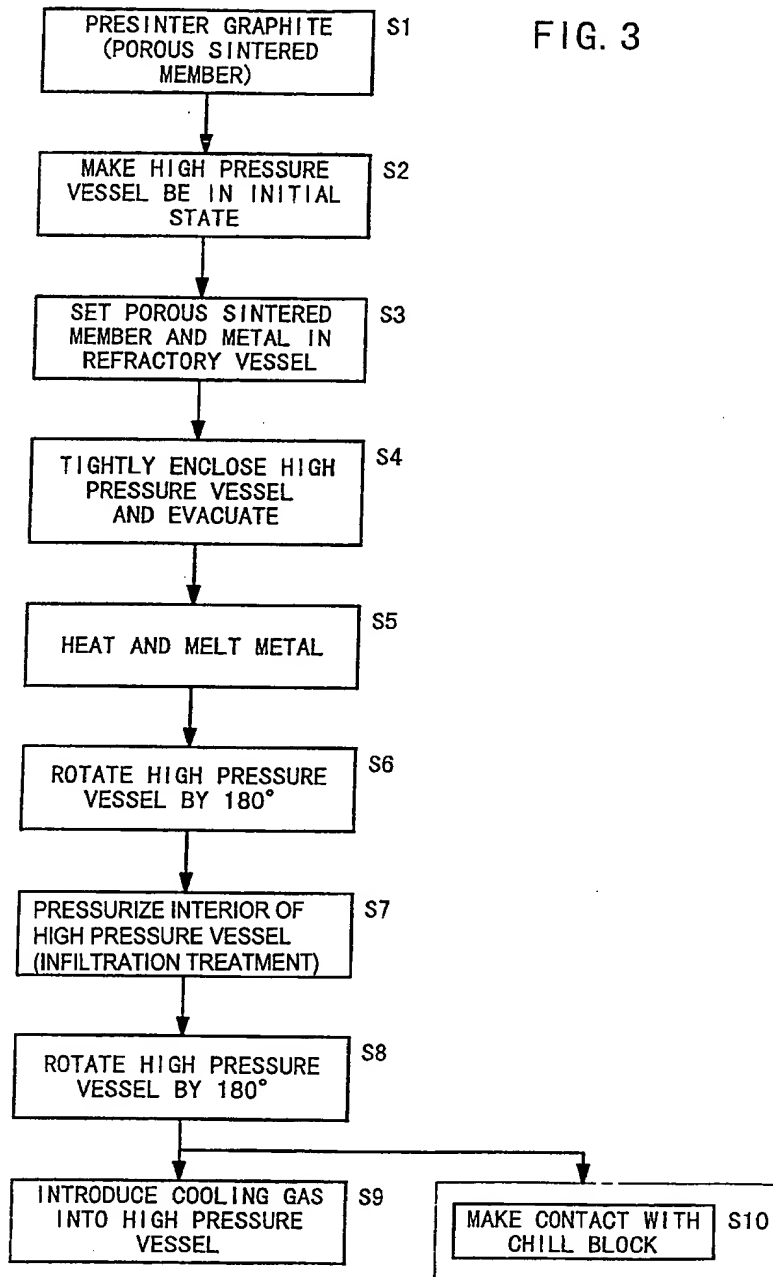 FIG. 3
PRESINTER GRAPHITE
(POROUS SINTERED
MEMBER)
S1
MAKE HIGH PRESSURE
VESSEL BE IN INITIAL
STATE
S2
SET POROUS SINTERED
MEMBER AND METAL IN
REFRACTORY VESSEL
S3
TIGHTLY ENCLOSE HIGH
PRESSURE VESSEL
AND EVACUATE
S4
HEAT AND MELT METAL
S5
ROTATE HIGH PRESSURE
VESSEL BY 180°
S6
PRESSURIZE INTERIOR OF
HIGH PRESSURE VESSEL
(INFILTRATION TREATMENT)
S7
ROTATE HIGH PRESSURE
VESSEL BY 180°
S8
INTRODUCE COOLING GAS
INTO HIGH PRESSURE
VESSEL
S9
MAKE CONTACT WITH
CHILL BLOCK
S10